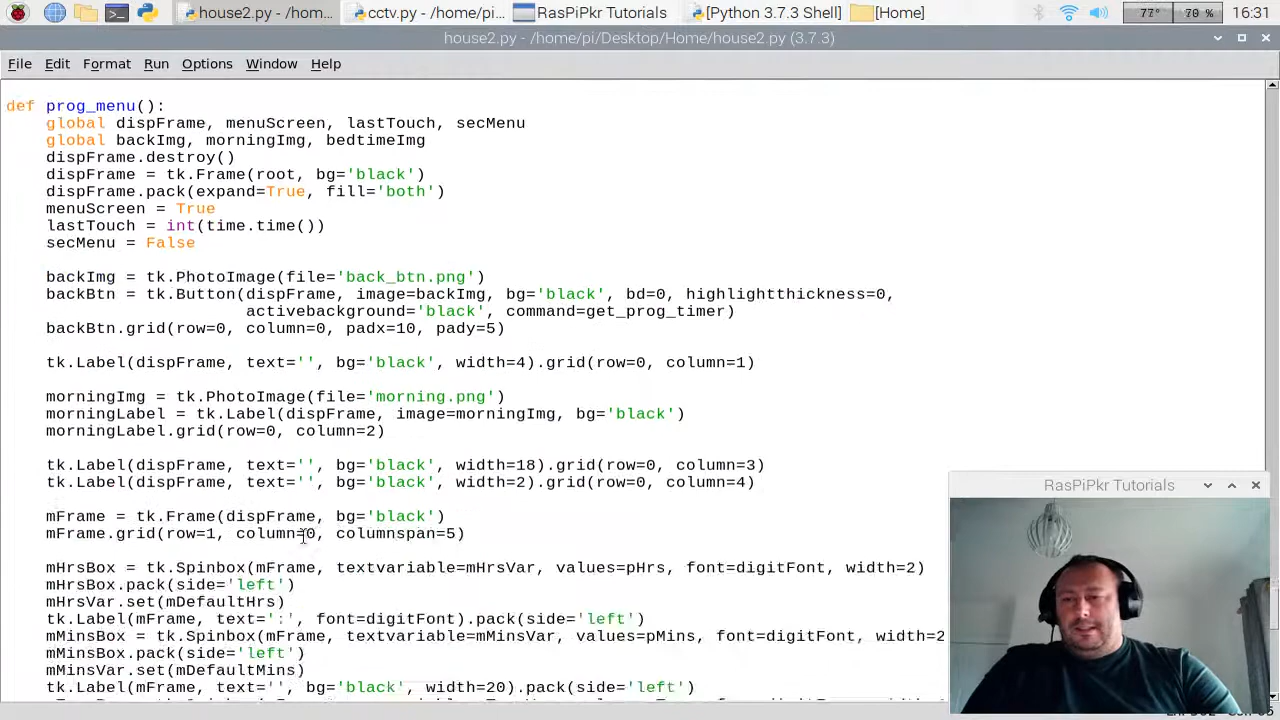 house2.py - /hom... cctv.py - /home/pi... RasPiPkr Tutorials [Python 3.7.3 Shell] [Home] 77° 70 % 16:31
house2.py - /home/pi/Desktop/Home/house2.py (3.7.3)
File Edit Format Run Options Window Help
def prog_menu():
global dispFrame, menuScreen, lastTouch, secMenu
global backImg, morningImg, bedtimeImg
dispFrame.destroy()
dispFrame = tk.Frame(root, bg='black')
dispFrame.pack(expand=True, fill='both')
menuScreen = True
lastTouch = int(time.time())
secMenu = False
backImg = tk.PhotoImage(file='back_btn.png')
backBtn = tk.Button(dispFrame, image=backImg, bg='black', bd=0, highlightthickness=0,
activebackground='black', command=get_prog_timer)
backBtn.grid(row=0, column=0, padx=10, pady=5)
tk.Label(dispFrame, text='', bg='black', width=4).grid(row=0, column=1)
morningImg = tk.PhotoImage(file='morning.png')
morningLabel = tk.Label(dispFrame, image=morningImg, bg='black')
morningLabel.grid(row=0, column=2)
tk.Label(dispFrame, text='', bg='black', width=18).grid(row=0, column=3)
tk.Label(dispFrame, text='', bg='black', width=2).grid(row=0, column=4)
mFrame = tk.Frame(dispFrame, bg='black')
mFrame.grid(row=1, column=0, columnspan=5)
mHrsBox = tk.Spinbox(mFrame, textvariable=mHrsVar, values=pHrs, font=digitFont, width=2)
mHrsBox.pack(side='left')
mHrsVar.set(mDefaultHrs)
tk.Label(mFrame, text=':', font=digitFont).pack(side='left')
mMinsBox = tk.Spinbox(mFrame, textvariable=mMinsVar, values=pMins, font=digitFont, width=2
mMinsBox.pack(side='left')
mMinsVar.set(mDefaultMins)
tk.Label(mFrame, text='', bg='black', width=20).pack(side='left')
RasPiPkr Tutorials